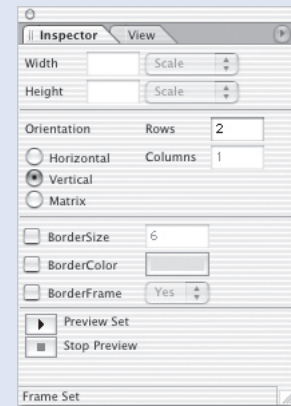 Inspector View
Width Scale
Height Scale
Orientation Rows 2
Horizontal Columns 1
Vertical
Matrix
BorderSize 6
BorderColor
BorderFrame Yes
Preview Set
Stop Preview
Frame Set